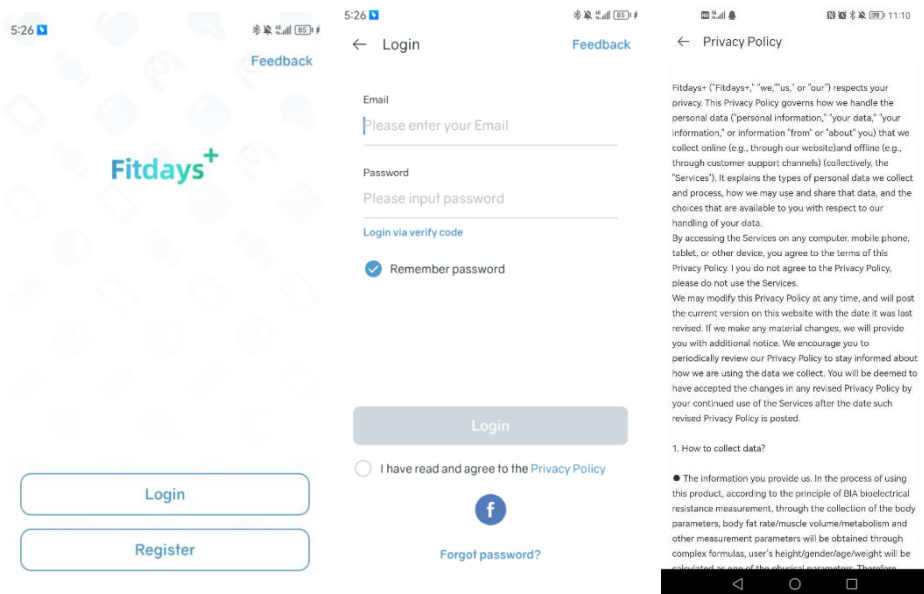 5:26
85
Feedback
Fitdays+
Login
Register
5:26
85
Login
Feedback
Email
Please enter your Email
Password
Please input password
Login via verify code
Remember password
Login
I have read and agree to the Privacy Policy
f
Forgot password?
11:10
Privacy Policy
Fitdays+ ("Fitdays+," "we,""us," or "our") respects your
privacy. This Privacy Policy governs how we handle the
personal data ("personal information," "your data," "your
information," or information "from" or "about" you) that we
collect online (e.g., through our website)and offline (e.g.,
through customer support channels) (collectively, the
"Services"). It explains the types of personal data we collect
and process, how we may use and share that data, and the
choices that are available to you with respect to our
handling of your data.
By accessing the Services on any computer, mobile phone,
tablet, or other device, you agree to the terms of this
Privacy Policy. I you do not agree to the Privacy Policy,
please do not use the Services.
We may modify this Privacy Policy at any time, and will post
the current version on this website with the date it was last
revised. If we make any material changes, we will provide
you with additional notice. We encourage you to
periodically review our Privacy Policy to stay informed about
how we are using the data we collect. You will be deemed to
have accepted the changes in any revised Privacy Policy by
your continued use of the Services after the date such
revised Privacy Policy is posted.
1. How to collect data?
● The information you provide us. In the process of using
this product, according to the principle of BIA bioelectrical
resistance measurement, through the collection of the body
parameters, body fat rate/muscle volume/metabolism and
other measurement parameters will be obtained through
complex formulas, user's height/gender/age/weight will be
calculated as one of the physical parameters. Therefore